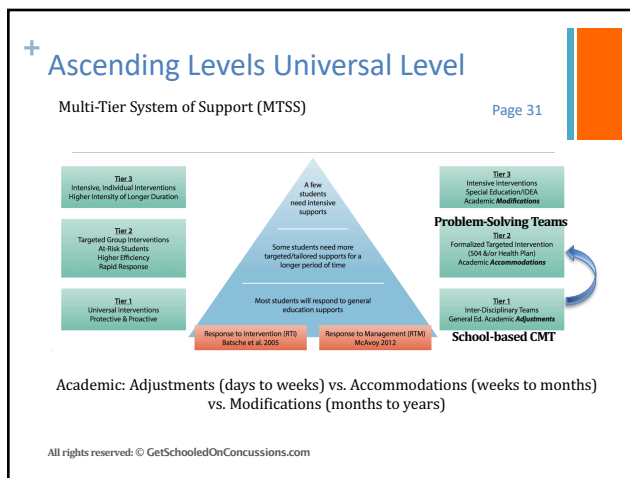 +
Ascending Levels Universal Level
Multi-Tier System of Support (MTSS)
Page 31
Tier 3
Intensive, Individual Interventions
Higher Intensity of Longer Duration
Tier 2
Targeted Group Interventions
At-Risk Students
Higher Efficiency
Rapid Response
Tier 1
Universal Interventions
Protective & Proactive
A few
students
need intensive
supports
Some students need more
targeted/tailored supports for a
longer period of time
Most students will respond to general
education supports
Response to Intervention (RTI)
Batsche et al. 2005
Response to Management (RTM)
McAvoy 2012
Tier 3
Intensive Interventions
Special Education/IDEA
Academic Modifications
Problem-Solving Teams
Tier 2
Formalized Targeted Intervention
(504 &/or Health Plan)
Academic Accommodations
Tier 1
Inter-Disciplinary Teams
General Ed. Academic Adjustments
School-based CMT
Academic: Adjustments (days to weeks) vs. Accommodations (weeks to months)
vs. Modifications (months to years)
All rights reserved: © GetSchooledOnConcussions.com